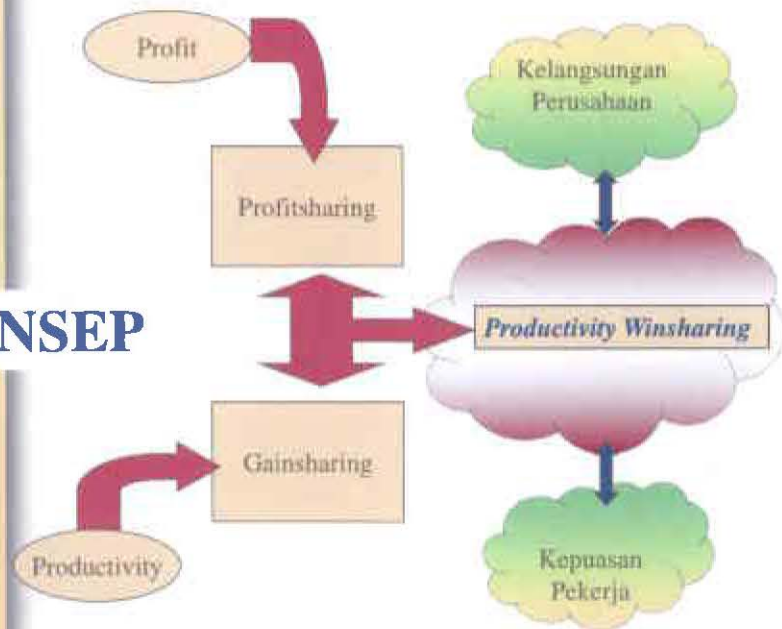 Profit
Kelangsungan
Perusahaan
Profitsharing
NSEP
Productivity Winsharing
Gainsharing
Productivity
Kepuasan
Pekerja